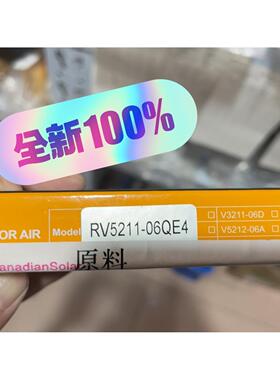 全新100%
OR AIR
Model
RV5211-06QE4
V3211-06D
V5212-06A
anadianSola
原料